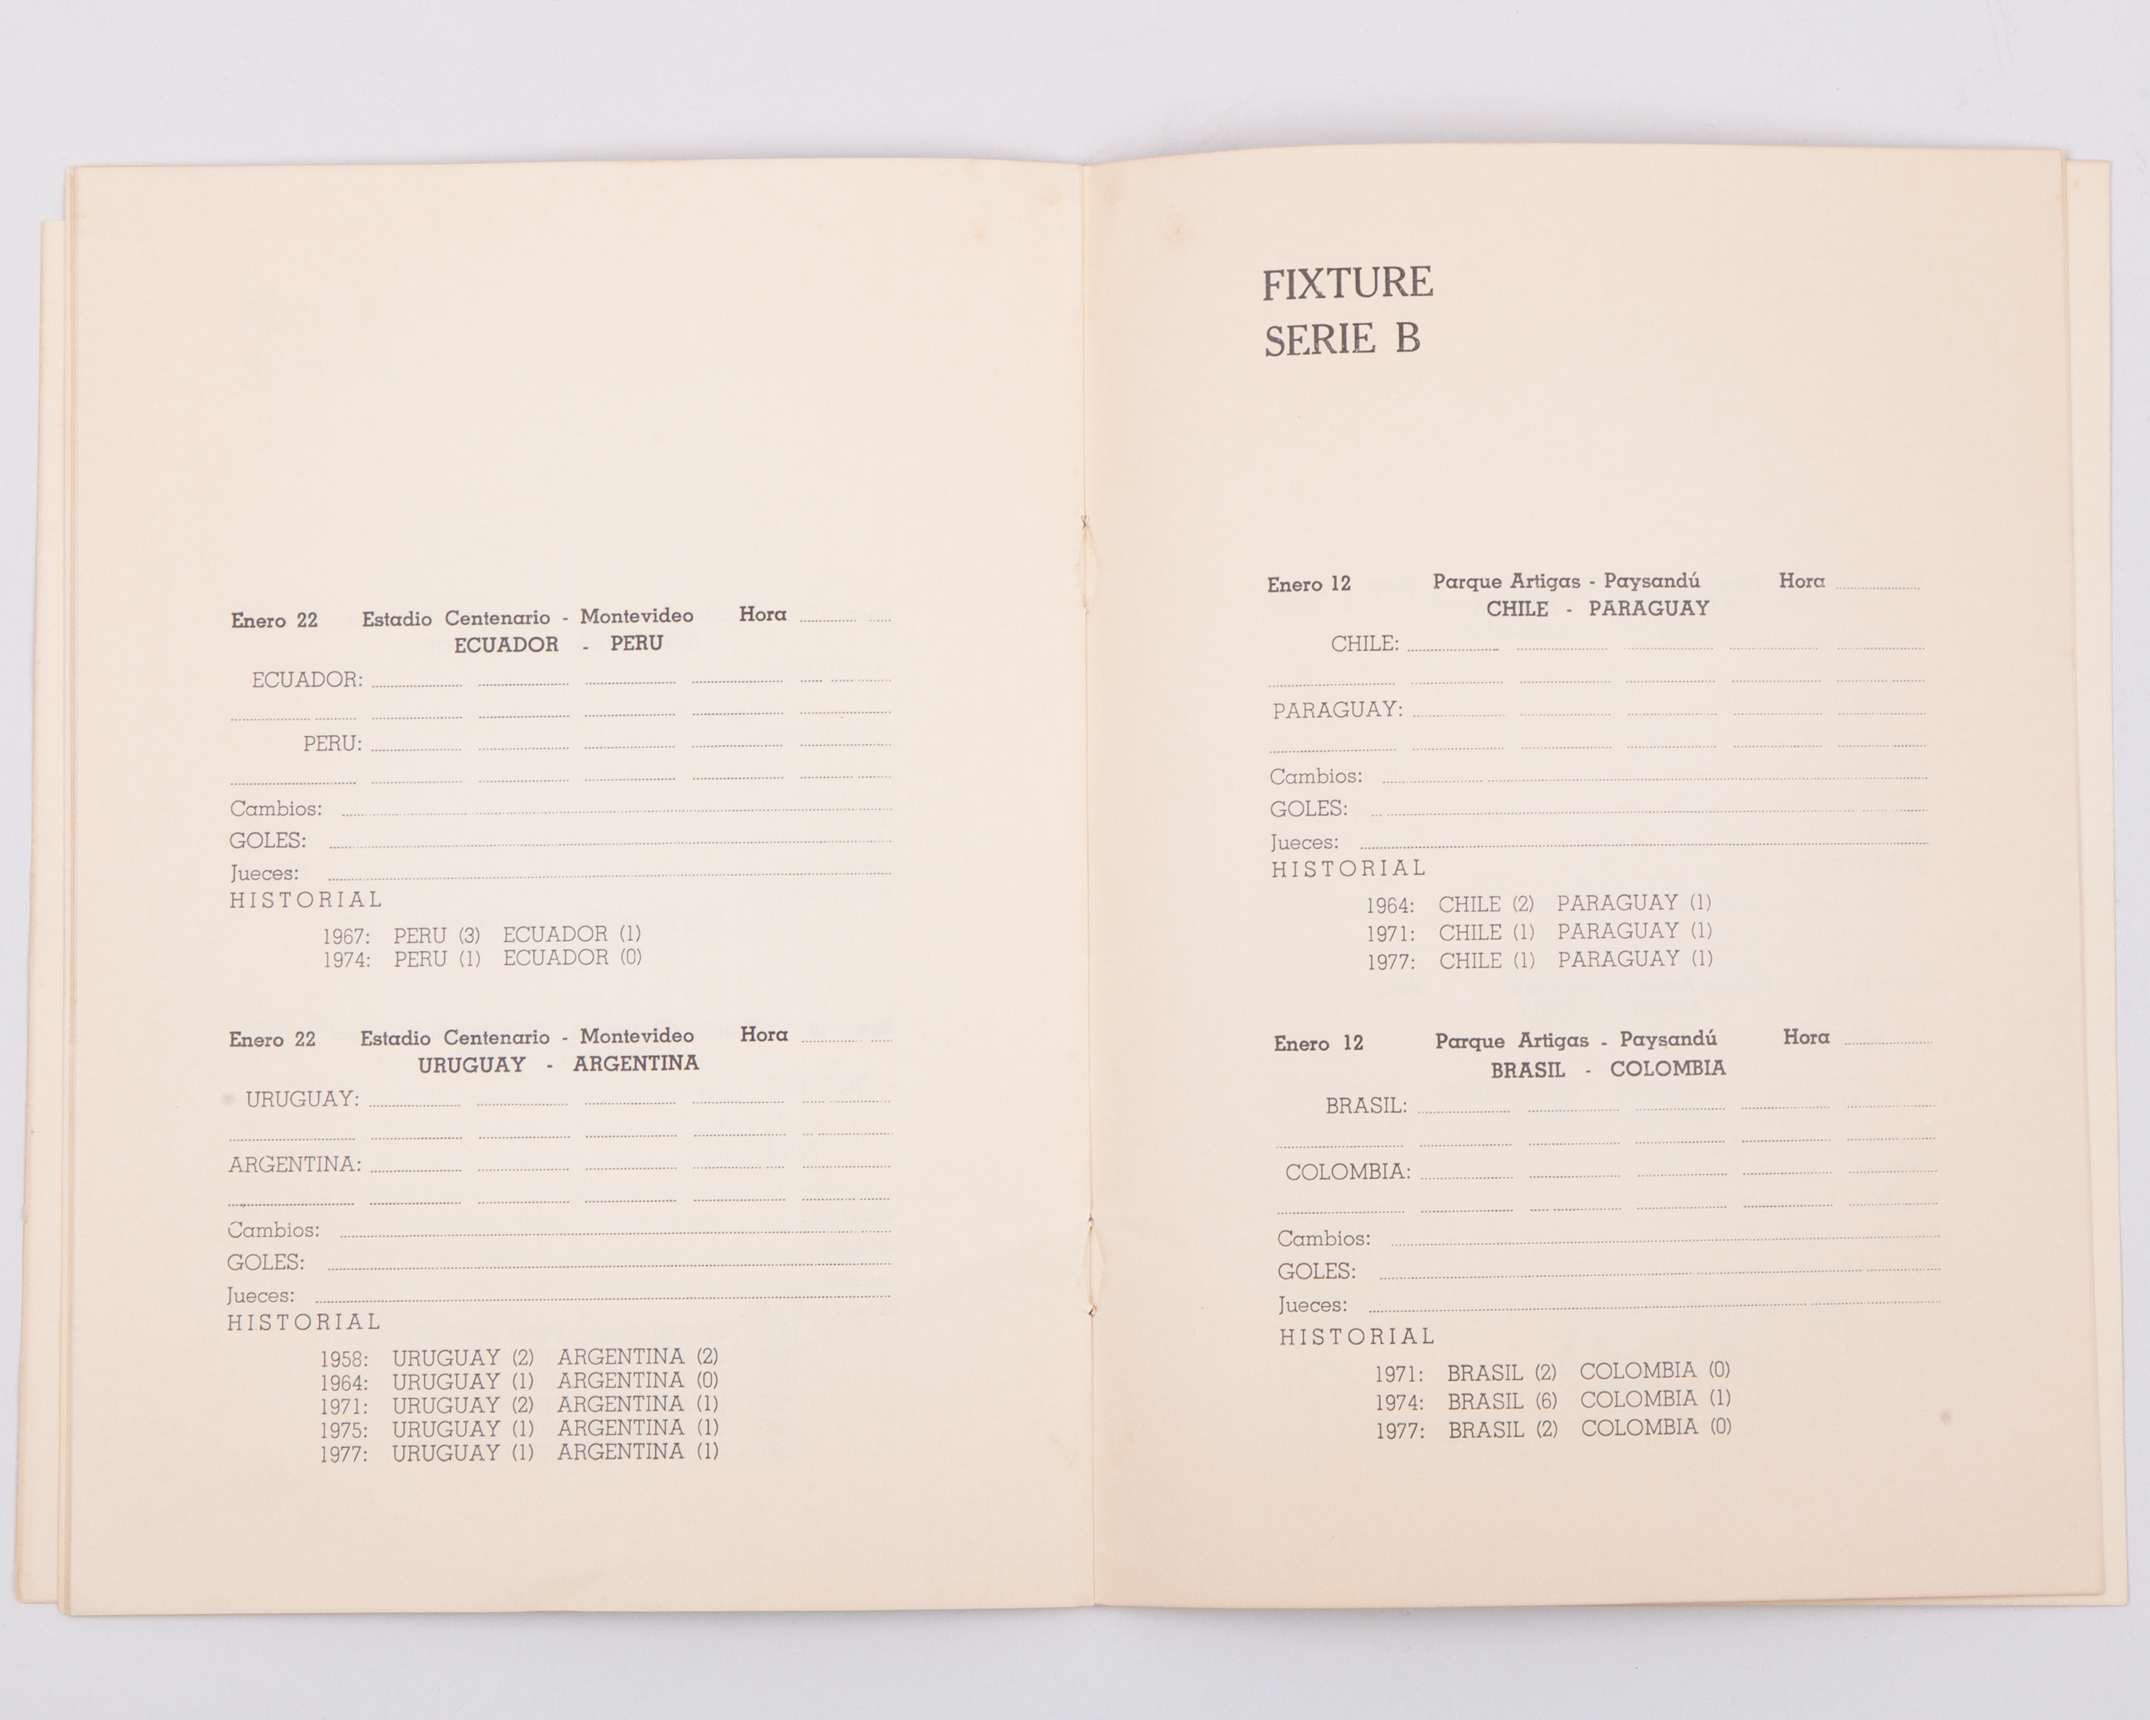 Enero 22 Estadio Centenario - Montevideo Hora
ECUADOR - PERU
ECUADOR:
PERU:
Cambios:
GOLES:
Jueces:
HISTORIAL
1967: PERU (3) ECUADOR (1)
1974: PERU (1) ECUADOR (0)
Enero 22 Estadio Centenario - Montevideo Hora
URUGUAY - ARGENTINA
URUGUAY:
ARGENTINA:
Cambios:
GOLES:
Jueces:
HISTORIAL
1958: URUGUAY (2) ARGENTINA (2)
1964: URUGUAY (1) ARGENTINA (0)
1971: URUGUAY (2) ARGENTINA (1)
1975: URUGUAY (1) ARGENTINA (1)
1977: URUGUAY (1) ARGENTINA (1)
FIXTURE
SERIE B
Enero 12 Parque Artigas - Paysandú Hora
CHILE - PARAGUAY
CHILE:
PARAGUAY:
Cambios:
GOLES:
Jueces:
HISTORIAL
1964: CHILE (2) PARAGUAY (1)
1971: CHILE (1) PARAGUAY (1)
1977: CHILE (1) PARAGUAY (1)
Enero 12 Parque Artigas - Paysandú Hora
BRASIL - COLOMBIA
BRASIL:
COLOMBIA:
Cambios:
GOLES:
Jueces:
HISTORIAL
1971: BRASIL (2) COLOMBIA (0)
1974: BRASIL (6) COLOMBIA (1)
1977: BRASIL (2) COLOMBIA (0)